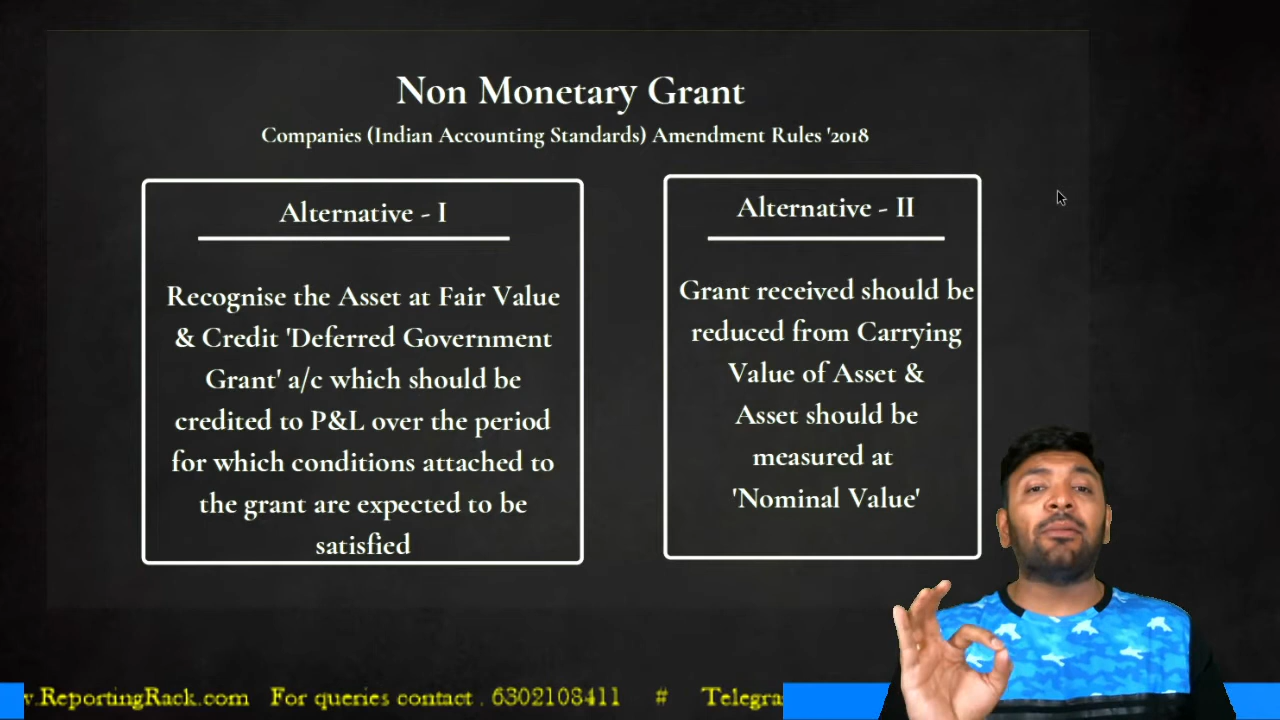 Non Monetary Grant
Companies (Indian Accounting Standards) Amendment Rules '2018
Alternative - I
Recognise the Asset at Fair Value
& Credit 'Deferred Government
Grant' a/c which should be
credited to P&L over the period
for which conditions attached to
the grant are expected to be
satisfied
Alternative - II
Grant received should be
reduced from Carrying
Value of Asset &
Asset should be
measured at
'Nominal Value'
.ReportingRack.com For queries contact . 6302108411 # Telegra